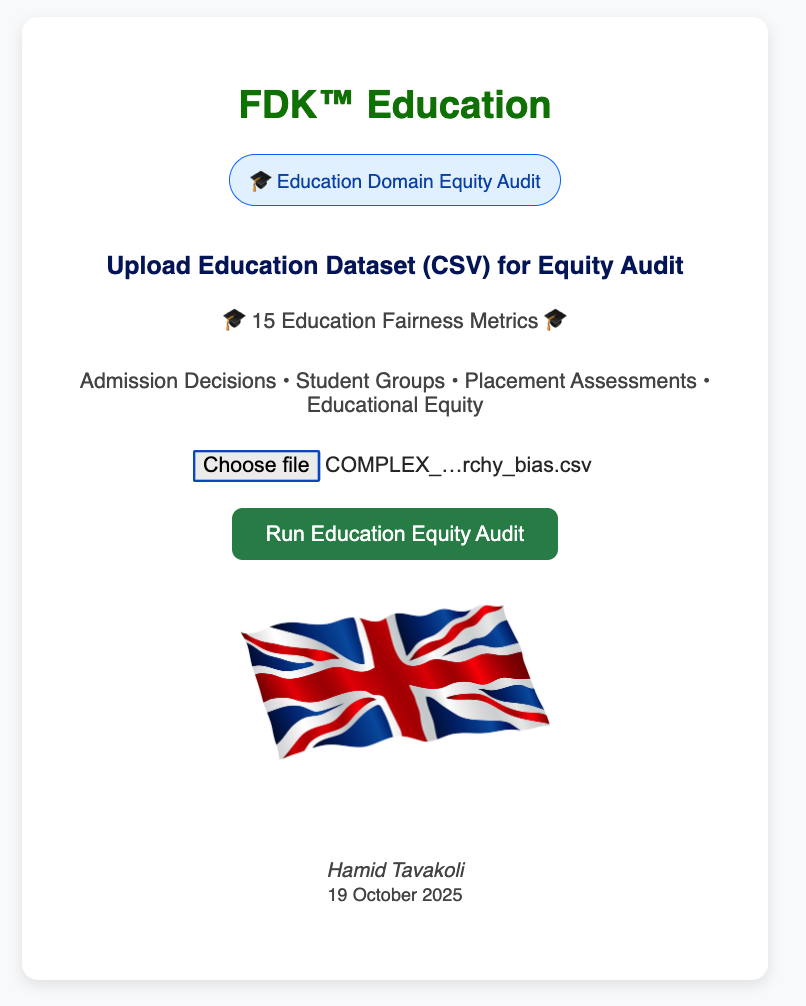 FDK™ Education
🎓 Education Domain Equity Audit
Upload Education Dataset (CSV) for Equity Audit
🎓 15 Education Fairness Metrics 🎓
Admission Decisions • Student Groups • Placement Assessments •
Educational Equity
Choose file COMPLEX_...rchy_bias.csv
Run Education Equity Audit
Hamid Tavakoli
19 October 2025